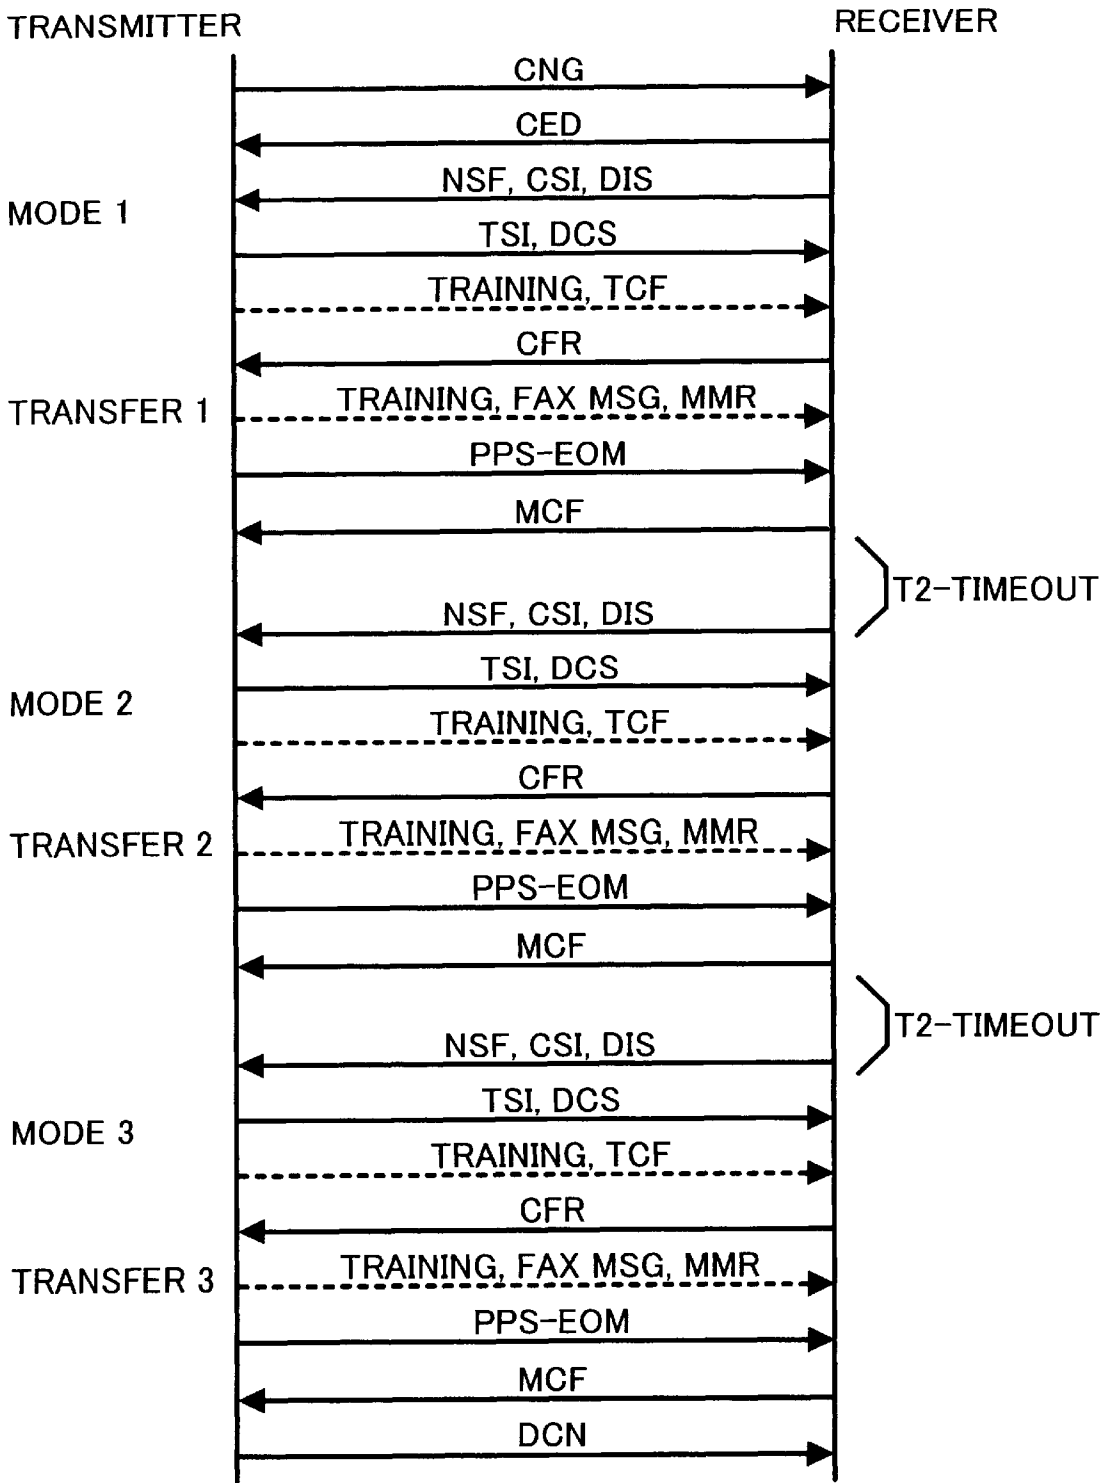 TRANSMITTER
RECEIVER
CNG
CED
NSF, CSI, DIS
MODE 1
TSI, DCS
TRAINING, TCF
CFR
TRAINING, FAX MSG, MMR
TRANSFER 1
PPS-EOM
MCF
T2-TIMEOUT
NSF, CSI, DIS
TSI, DCS
MODE 2
TRAINING, TCF
CFR
TRAINING, FAX MSG, MMR
TRANSFER 2
PPS-EOM
MCF
T2-TIMEOUT
NSF, CSI, DIS
TSI, DCS
MODE 3
TRAINING, TCF
CFR
TRAINING, FAX MSG, MMR
TRANSFER 3
PPS-EOM
MCF
DCN